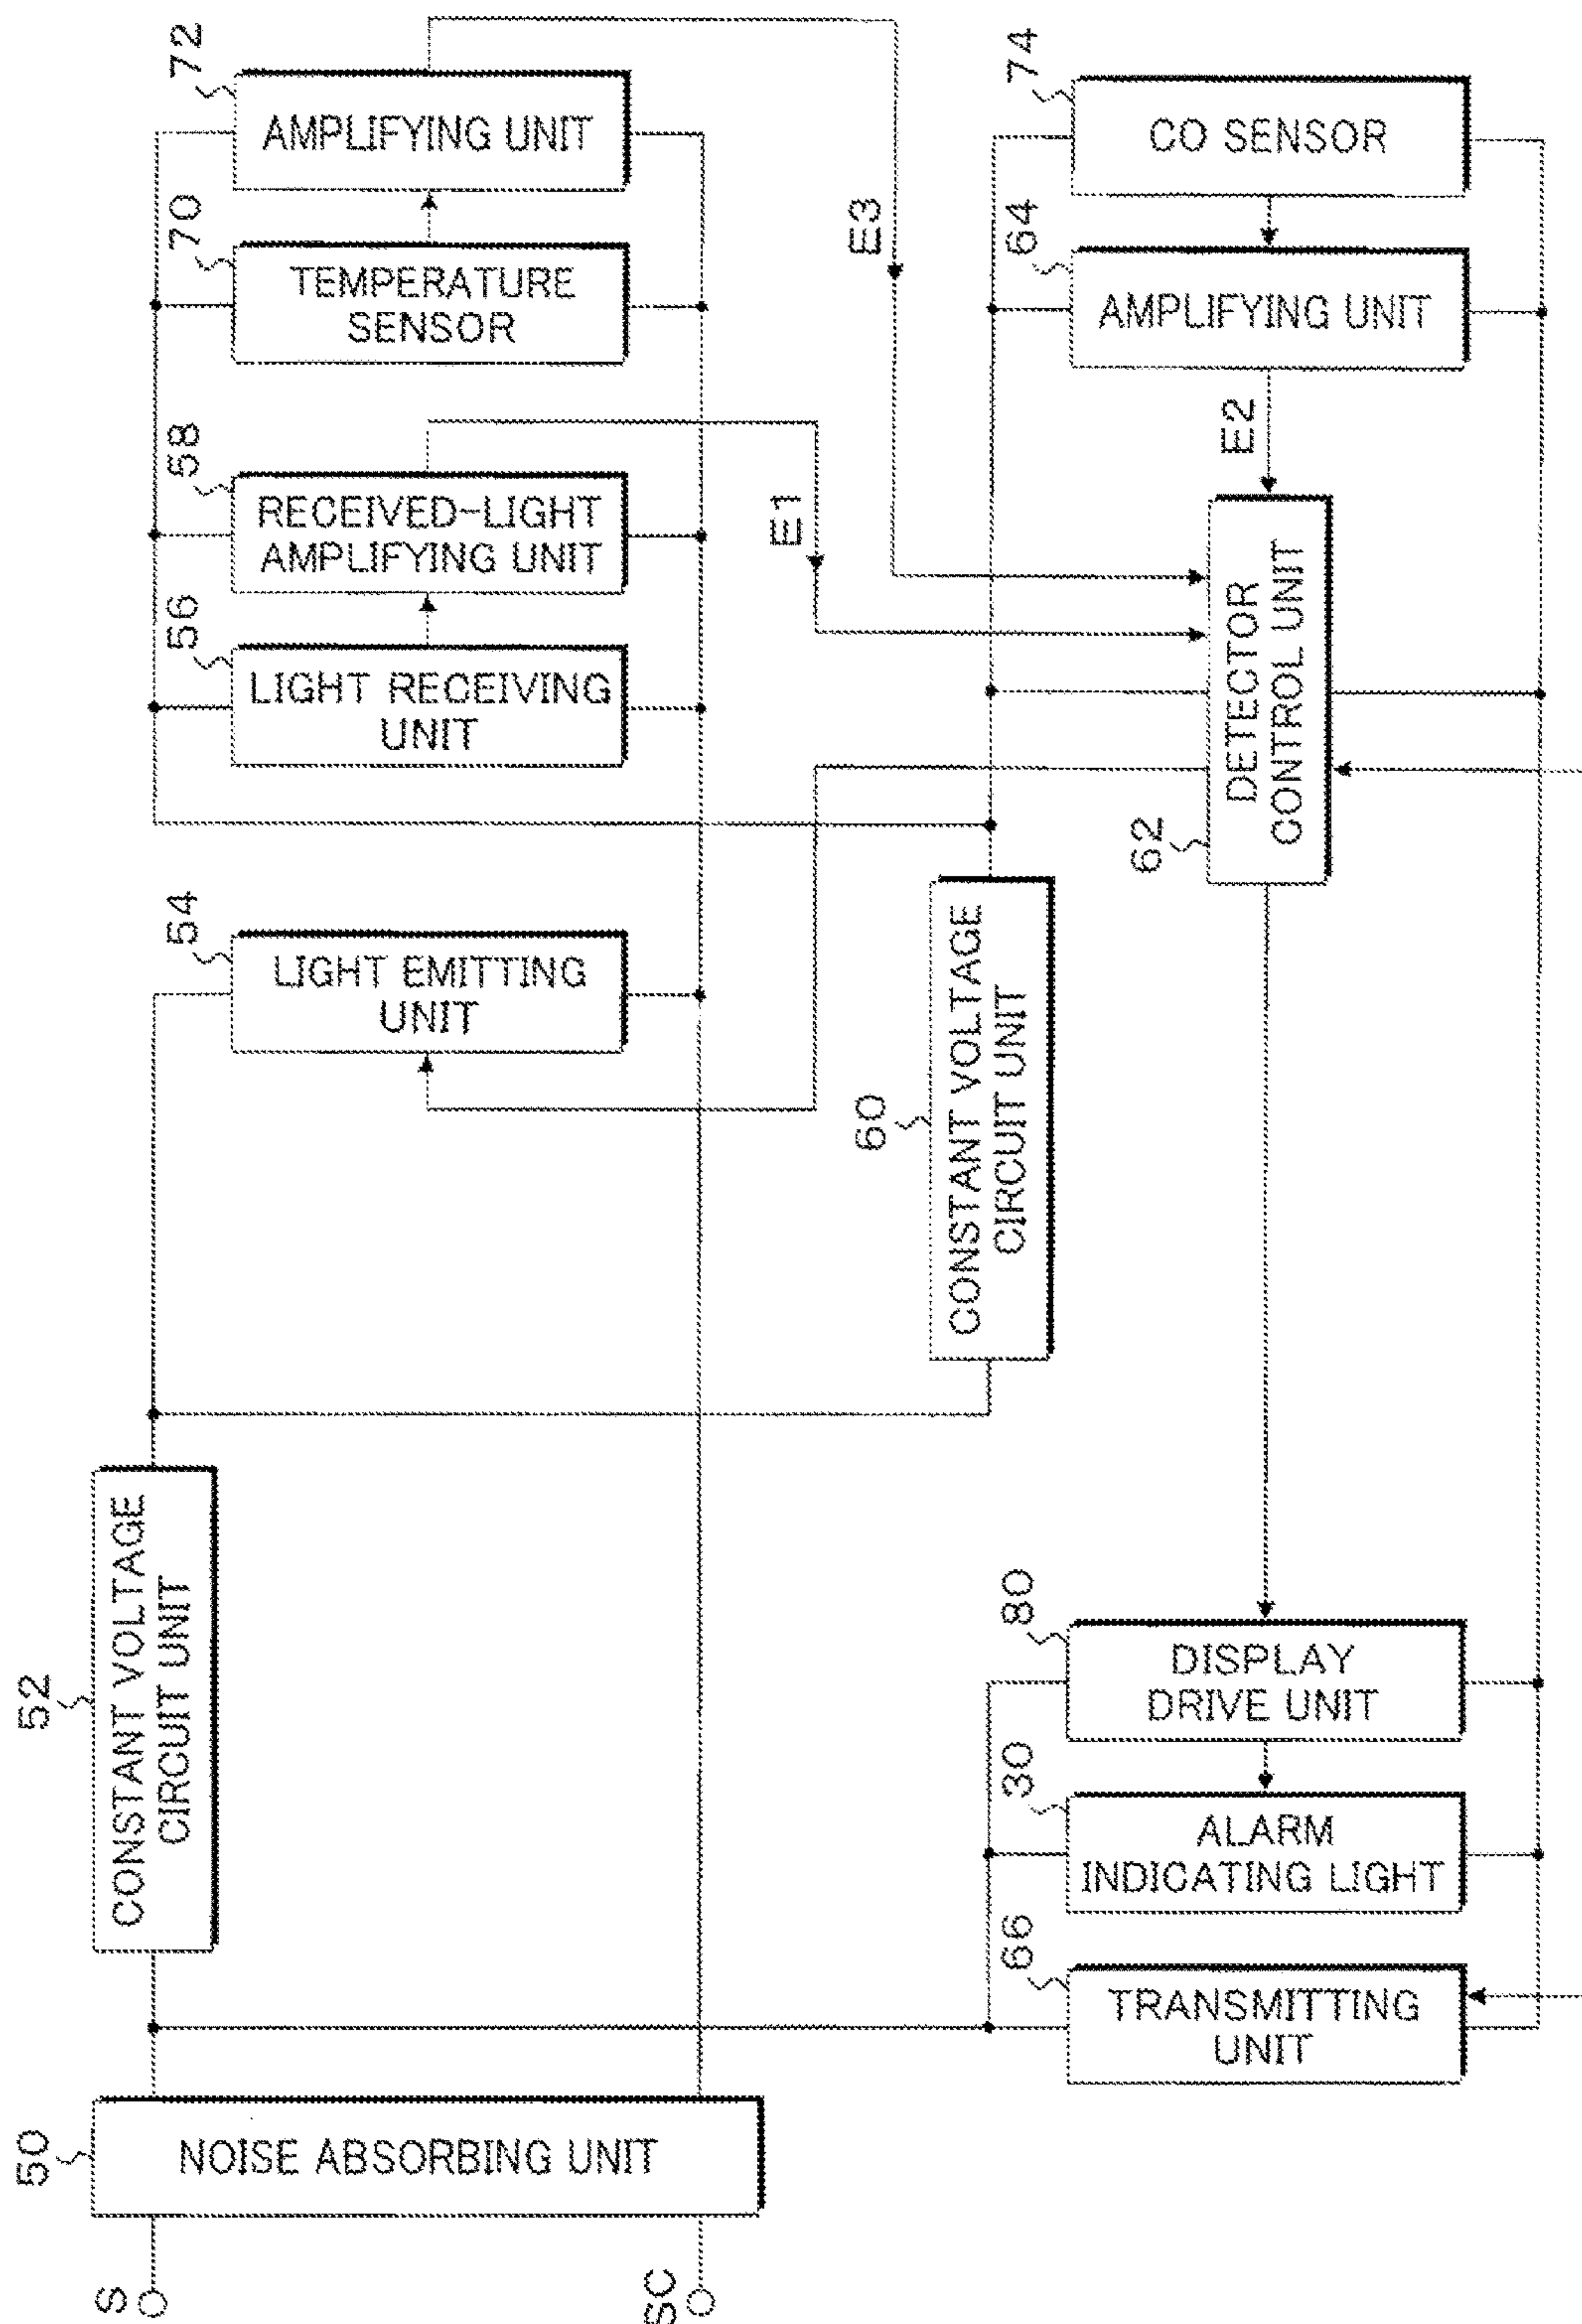 72
AMPLIFYING UNIT
70
TEMPERATURE
SENSOR
E3
74
CO SENSOR
64
AMPLIFYING UNIT
E2
58
RECEIVED-LIGHT
AMPLIFYING UNIT
E1
56
LIGHT RECEIVING
UNIT
DETECTOR
CONTROL UNIT
62
54
LIGHT EMITTING
UNIT
60
CONSTANT VOLTAGE
CIRCUIT UNIT
52
CONSTANT VOLTAGE
CIRCUIT UNIT
80
DISPLAY
DRIVE UNIT
30
ALARM
INDICATING LIGHT
66
TRANSMITTING
UNIT
50
NOISE ABSORBING UNIT
S
SC